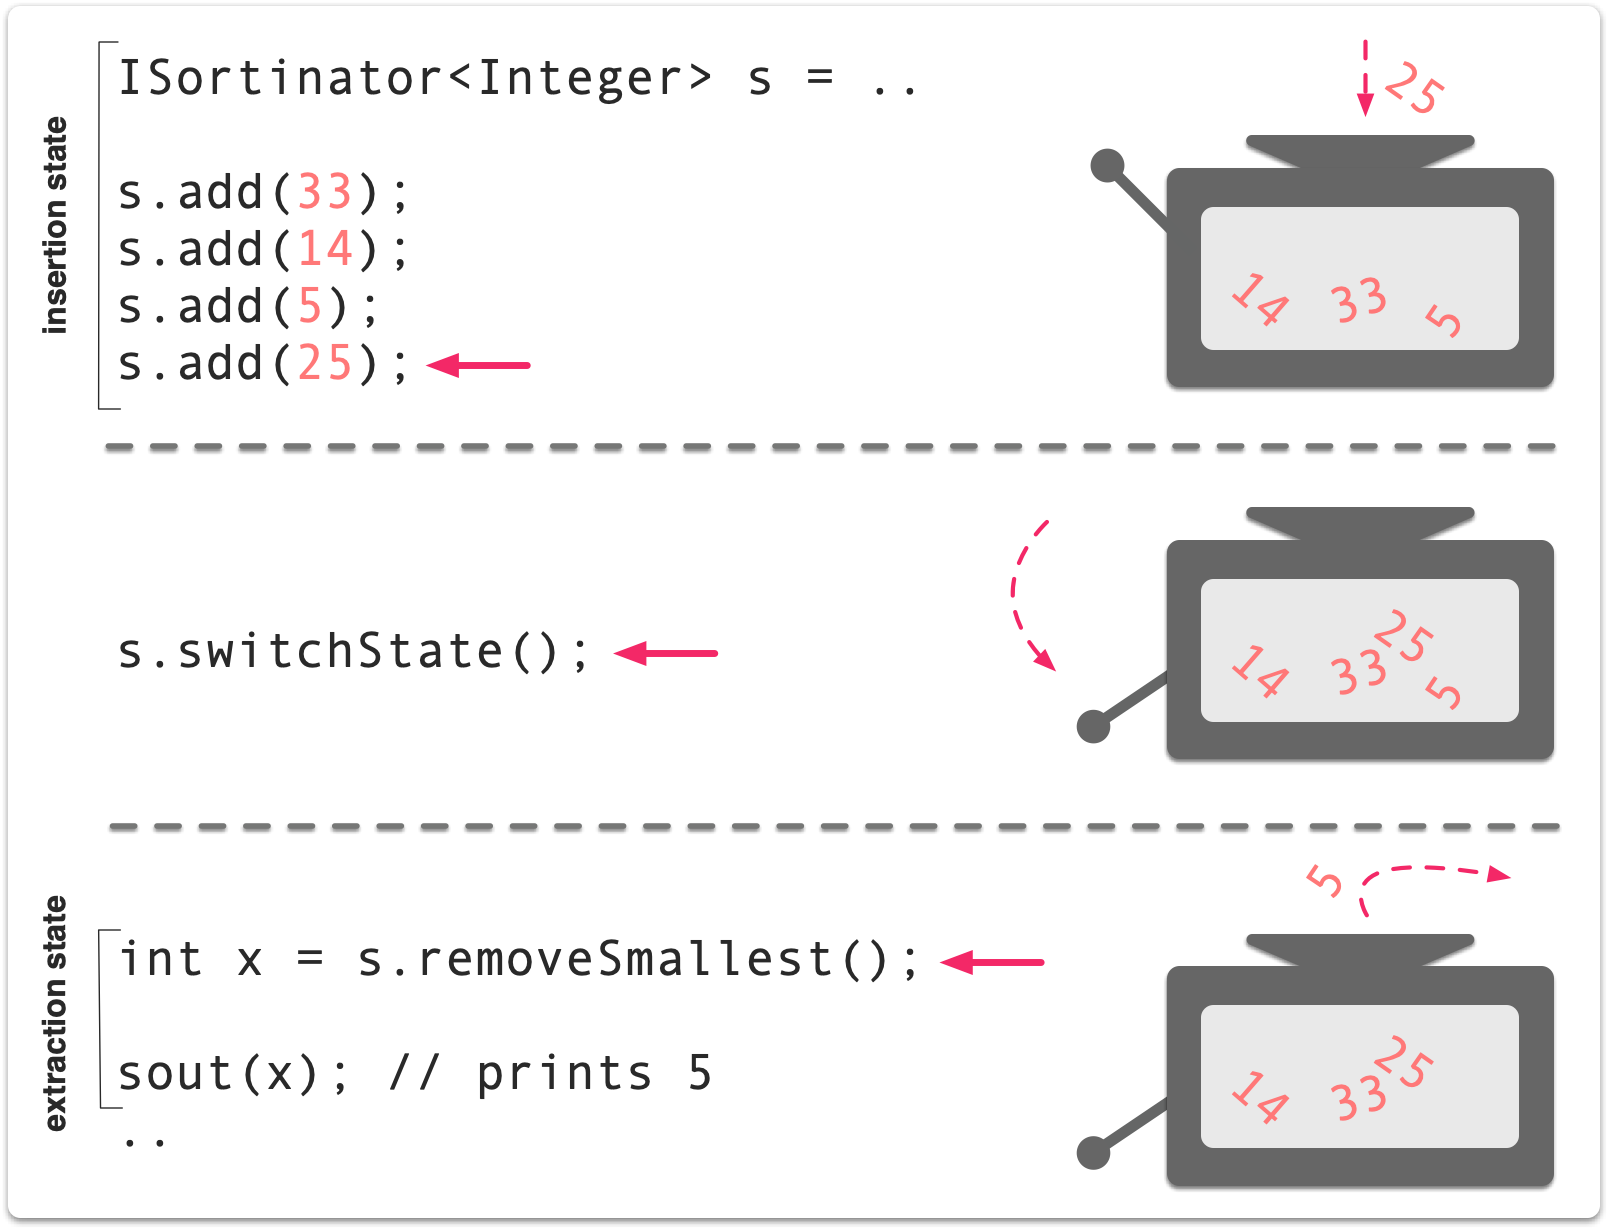 insertion state
ISortinator<Integer> s = ..
s.add(33);
s.add(14);
s.add(5);
s.add(25);
25
14 33 5
s.switchState();
25
14 33 5
extraction state
int x = s.removeSmallest();
sout(x); // prints 5
..
5
25
14 33